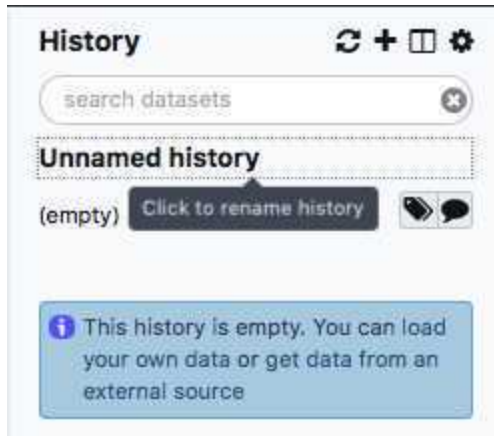 History
search datasets
Unnamed history
(empty)
Click to rename history
This history is empty. You can load
your own data or get data from an
external source